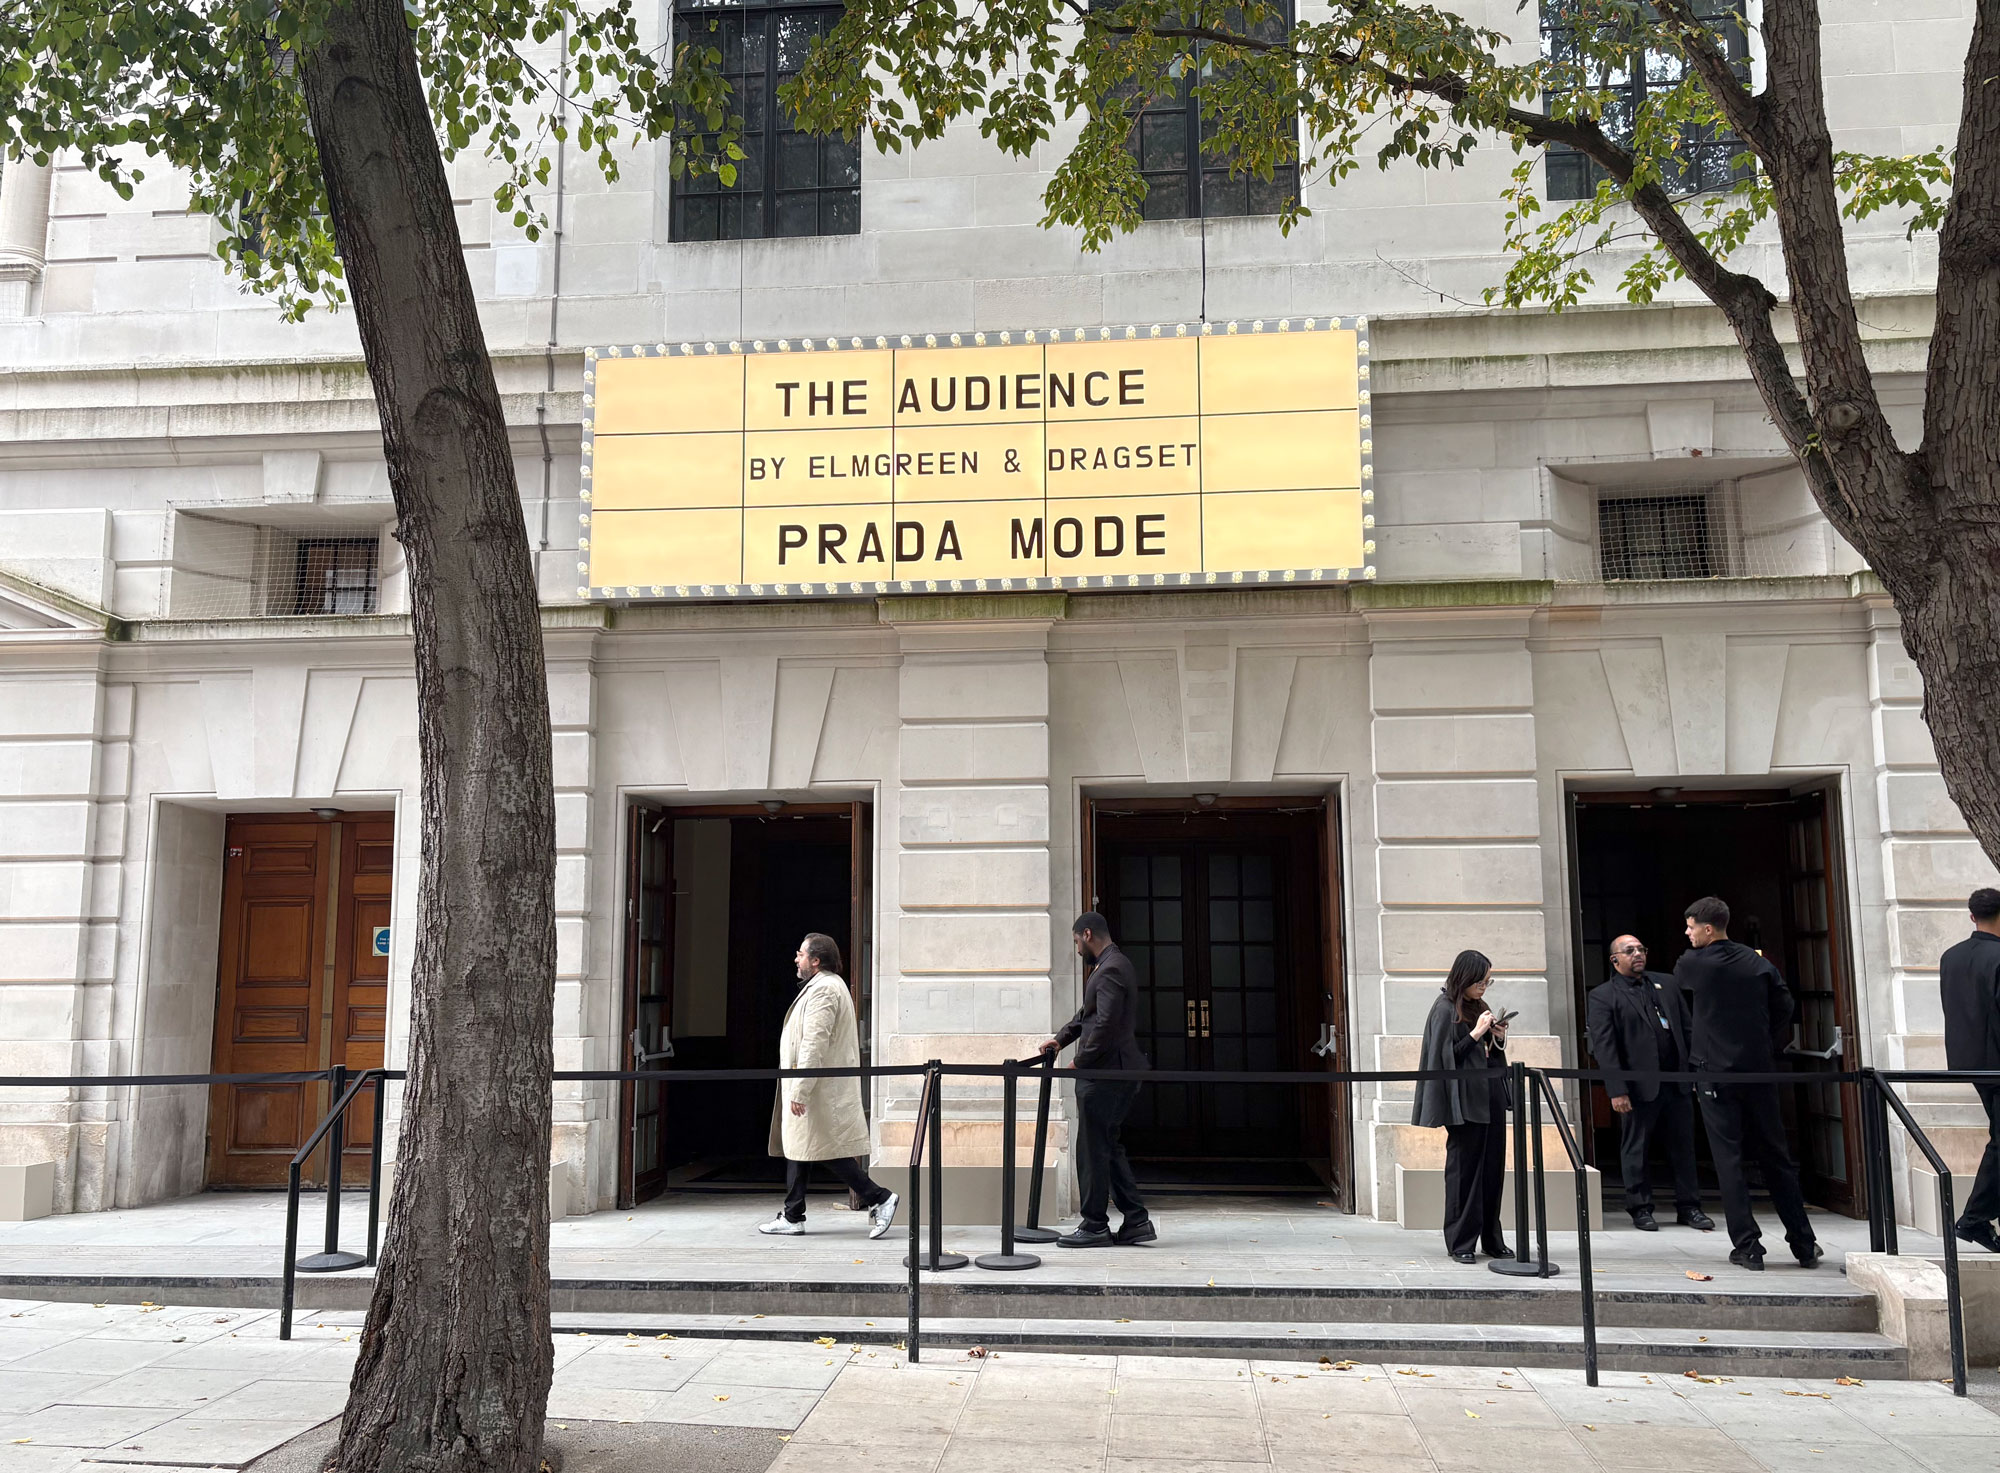 THE AUDIENCE
BY ELMGREEN & DRAGSET
PRADA MODE